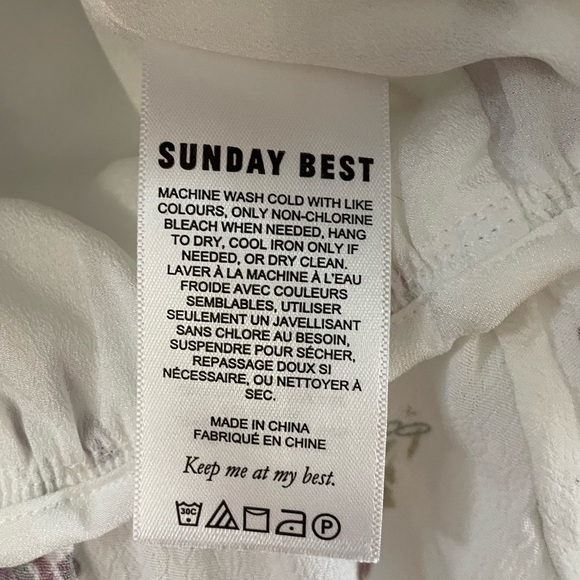 SUNDAY BEST
MACHINE WASH COLD WITH LIKE
COLOURS, ONLY NON-CHLORINE
BLEACH WHEN NEEDED, HANG
TO DRY, COOL IRON ONLY IF
NEEDED, OR DRY CLEAN.
LAVER À LA MACHINE À L'EAU
FROIDE AVEC COULEURS
SEMBLABLES, UTILISER
SEULEMENT UN JAVELLISANT
SANS CHLORE AU BESOIN,
SUSPENDRE POUR SÉCHER,
REPASSAGE DOUX SI
NÉCESSAIRE, OU NETTOYER À
SEC.
MADE IN CHINA
FABRIQUÉ EN CHINE
Keep me at my best.
30C P